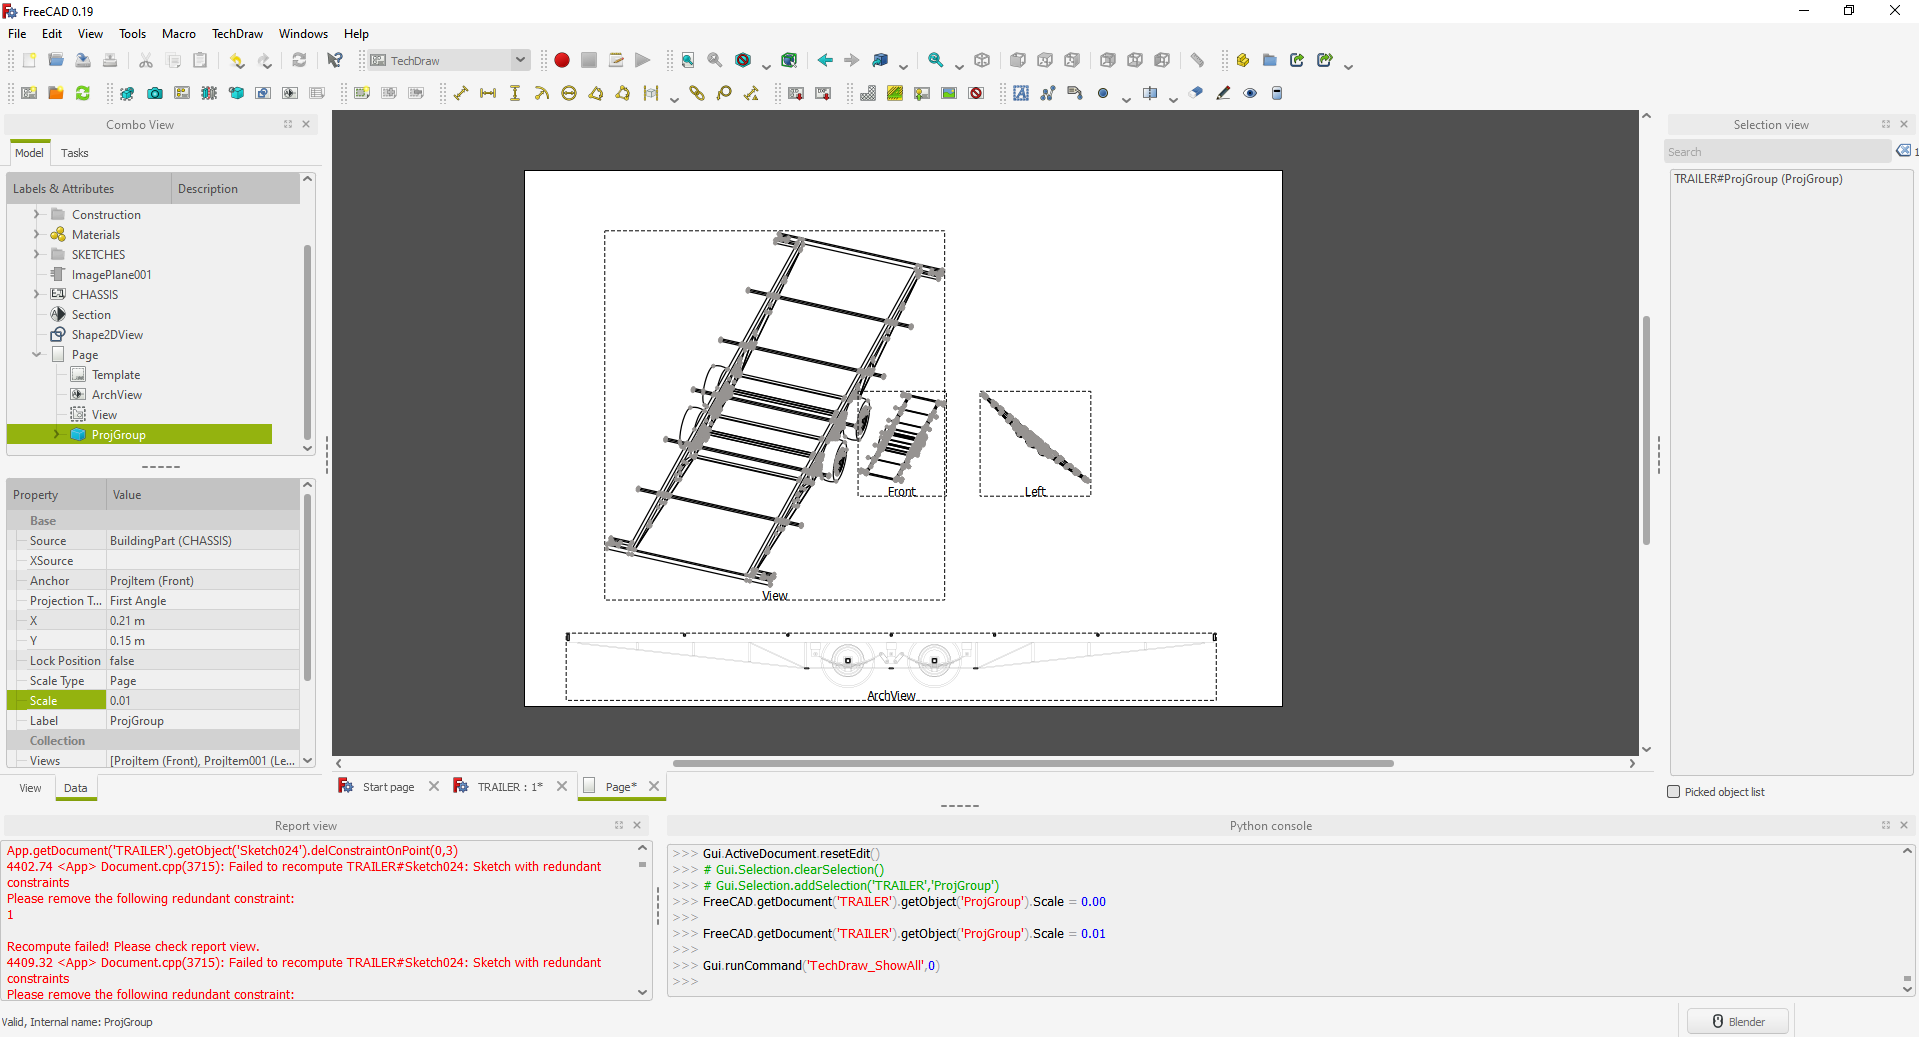 FreeCAD 0.19
File Edit View Tools Macro TechDraw Windows Help
TechDraw
Combo View
Model Tasks
Labels & Attributes Description
Construction
Materials
SKETCHES
ImagePlane001
CHASSIS
Section
Shape2DView
Page
Template
ArchView
View
ProjGroup
Property Value
Base
Source BuildingPart (CHASSIS)
XSource
Anchor ProjItem (Front)
Projection T... First Angle
X 0.21 m
Y 0.15 m
Lock Position false
Scale Type Page
Scale 0.01
Label ProjGroup
Collection
Views [ProjItem (Front), ProjItem001 (Le...
View Data
Front
Left
View
ArchView
Start page TRAILER : 1* Page*
Selection view
Search
1
TRAILER#ProjGroup (ProjGroup)
Picked object list
Report view
App.getDocument('TRAILER').getObject('Sketch024').delConstraintOnPoint(0,3)
4402.74 <App> Document.cpp(3715): Failed to recompute TRAILER#Sketch024: Sketch with redundant
constraints
Please remove the following redundant constraint:
1
Recompute failed! Please check report view.
4409.32 <App> Document.cpp(3715): Failed to recompute TRAILER#Sketch024: Sketch with redundant
constraints
Please remove the following redundant constraint:
Python console
>>> Gui.ActiveDocument.resetEdit()
>>> # Gui.Selection.clearSelection()
>>> # Gui.Selection.addSelection('TRAILER','ProjGroup')
>>> FreeCAD.getDocument('TRAILER').getObject('ProjGroup').Scale = 0.00
>>>
>>> FreeCAD.getDocument('TRAILER').getObject('ProjGroup').Scale = 0.01
>>>
>>> Gui.runCommand('TechDraw_ShowAll',0)
>>>
Valid, Internal name: ProjGroup
Blender